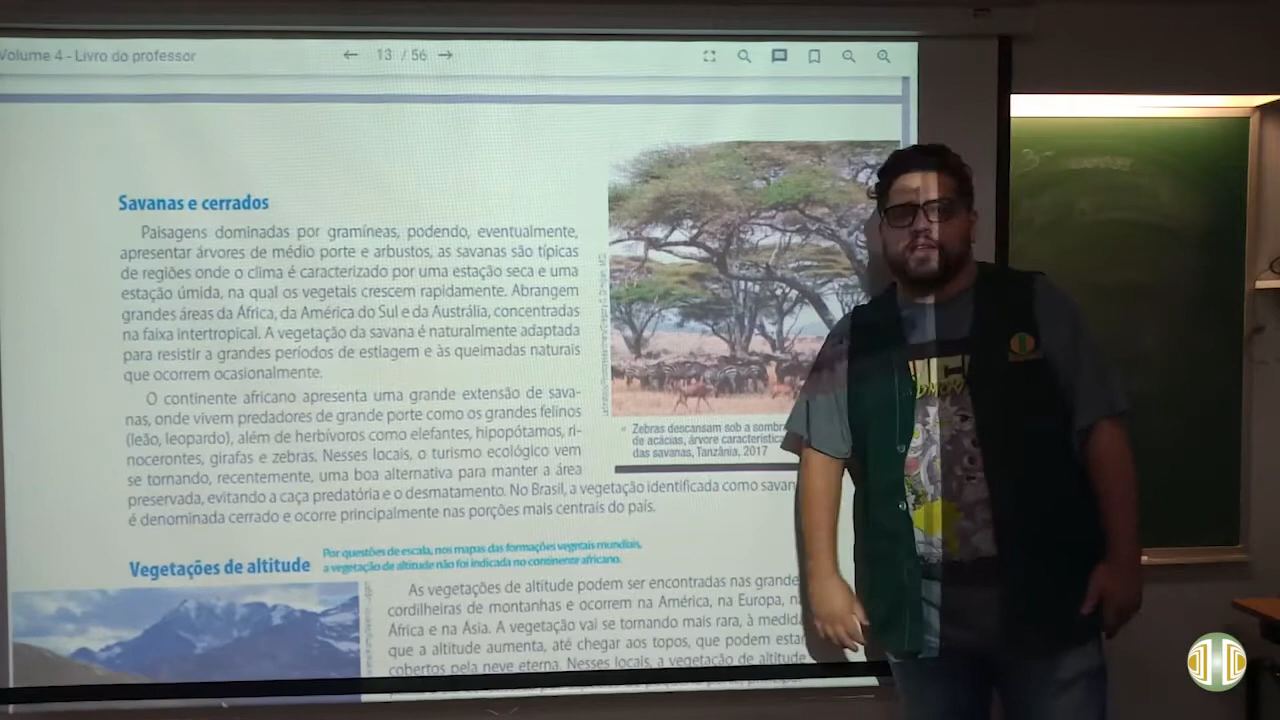 Volume 4 - Livro do professor
13 / 56
Savanas e cerrados
Paisagens dominadas por gramíneas, podendo, eventualmente,
apresentar árvores de médio porte e arbustos, as savanas são típicas
de regiões onde o clima é caracterizado por uma estação seca e uma
estação úmida, na qual os vegetais crescem rapidamente. Abrangem
grandes áreas da África, da América do Sul e da Austrália, concentradas
na faixa intertropical. A vegetação da savana é naturalmente adaptada
para resistir a grandes períodos de estiagem e às queimadas naturais
que ocorrem ocasionalmente.
O continente africano apresenta uma grande extensão de sava-
nas, onde vivem predadores de grande porte como os grandes felinos
(leão, leopardo), além de herbívoros como elefantes, hipopótamos, ri-
nocerontes, girafas e zebras. Nesses locais, o turismo ecológico vem
se tornando, recentemente, uma boa alternativa para manter a área
preservada, evitando a caça predatória e o desmatamento. No Brasil, a vegetação identificada como savan
é denominada cerrado e ocorre principalmente nas porções mais centrais do país.
Zebras descansam sob a sombr
de acácias, árvore característica
das savanas, Tanzânia, 2017
Vegetações de altitude
Por questões de escala, nos mapas das formações vegetais mundiais,
a vegetação de altitude não foi indicada no continente africano.
As vegetações de altitude podem ser encontradas nas grande
cordilheiras de montanhas e ocorrem na América, na Europa, n
África e na Ásia. A vegetação vai se tornando mais rara, à medida
que a altitude aumenta, até chegar aos topos, que podem estar
cobertos pela neve eterna. Nesses locais, a vegetação de altitude